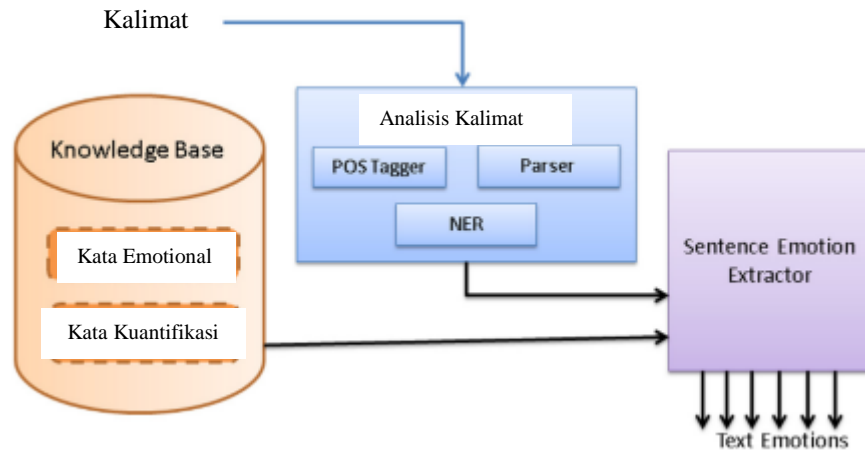 Kalimat
Analisis Kalimat
POS Tagger
Parser
NER
Knowledge Base
Kata Emotional
Kata Kuantifikasi
Sentence Emotion
Extractor
Text Emotions